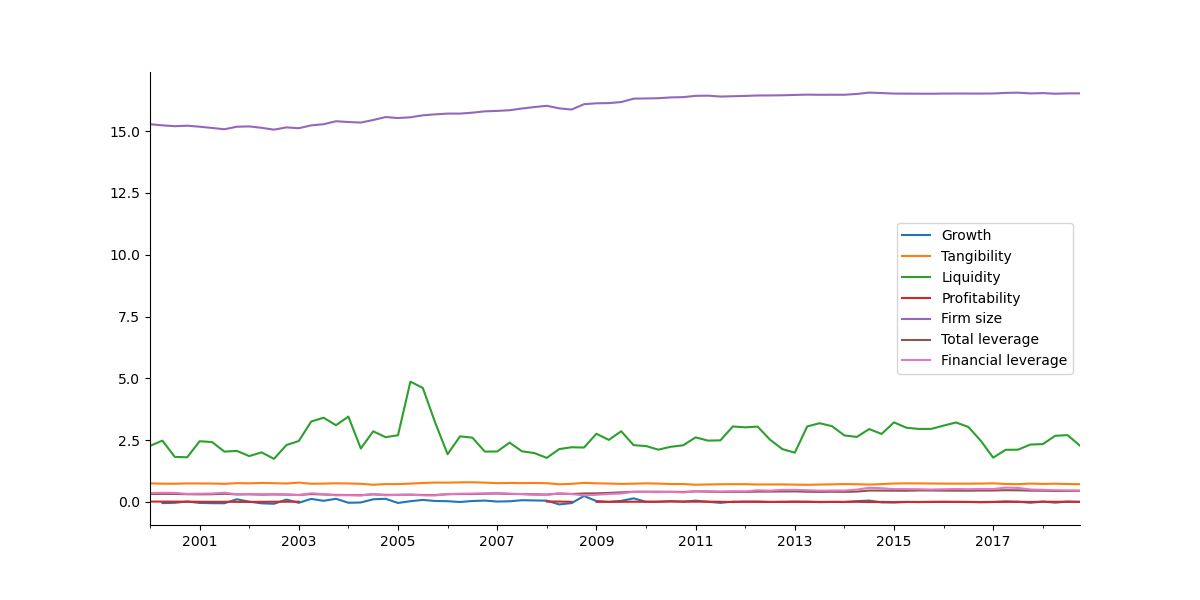 15.0
12.5
10.0
7.5
5.0
2.5
0.0
Growth
Tangibility
Liquidity
Profitability
Firm size
Total leverage
Financial leverage
2001 2003 2005 2007 2009 2011 2013 2015 2017